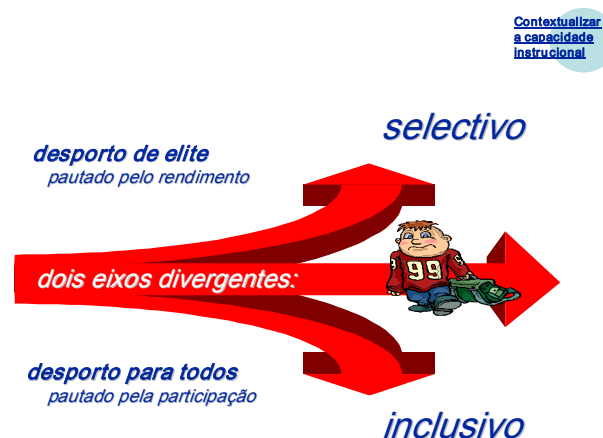 Contextualizar
a capacidade
instrucional
selectivo
desporto de elite
pautado pelo rendimento
dois eixos divergentes:
99
desporto para todos
pautado pela participação
inclusivo